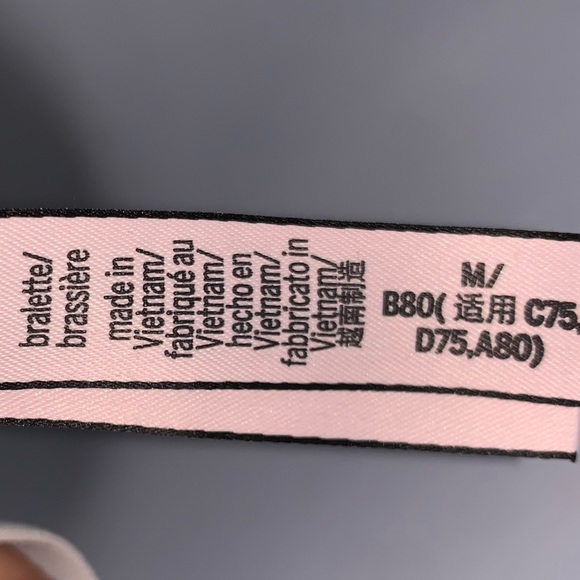 bralette/
brassière
made in
Vietnam/
fabriqué au
Vietnam/
hecho en
Vietnam/
fabbricato in
Vietnam/
越南制造
M/
B80( 适用 C75,
D75,A80)